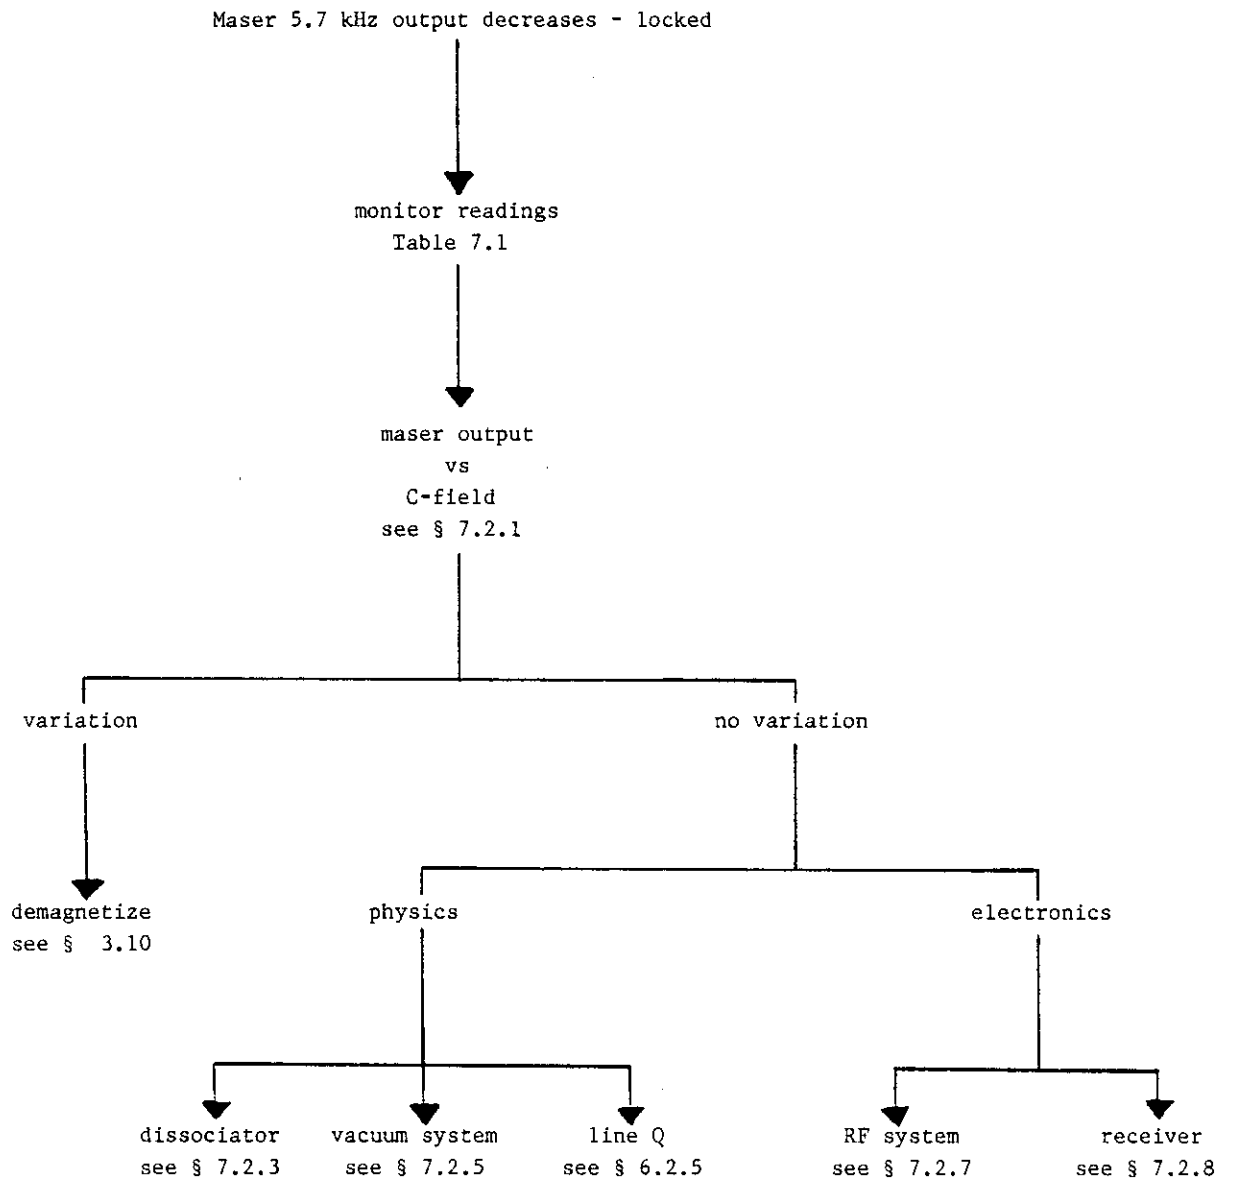 Maser 5.7 kHz output decreases - locked
monitor readings
Table 7.1
maser output
vs
C-field
see § 7.2.1
variation
no variation
demagnetize
see § 3.10
physics
electronics
dissociator
see § 7.2.3
vacuum system
see § 7.2.5
line Q
see § 6.2.5
RF system
see § 7.2.7
receiver
see § 7.2.8